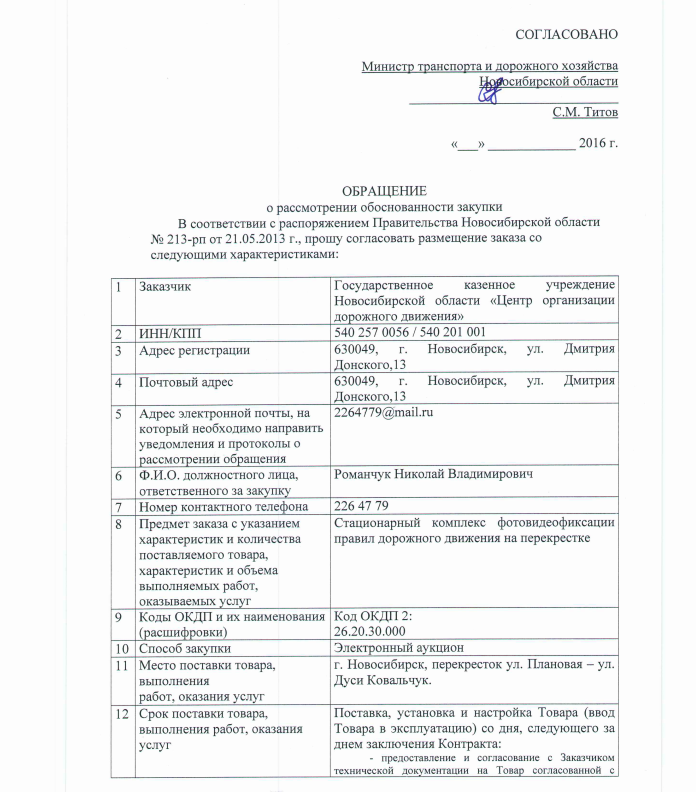 СОГЛАСОВАНО
Министр транспорта и дорожного хозяйства
Новосибирской области
С.М. Титов
«___» _____________ 2016 г.
ОБРАЩЕНИЕ
о рассмотрении обоснованности закупки
В соответствии с распоряжением Правительства Новосибирской области
№ 213-рп от 21.05.2013 г., прошу согласовать размещение заказа со
следующими характеристиками:
1 Заказчик Государственное казенное учреждение
Новосибирской области «Центр организации
дорожного движения»
2 ИНН/КПП 540 257 0056 / 540 201 001
3 Адрес регистрации 630049, г. Новосибирск, ул. Дмитрия
Донского,13
4 Почтовый адрес 630049, г. Новосибирск, ул. Дмитрия
Донского,13
5 Адрес электронной почты, на 2264779@mail.ru
который необходимо направить
уведомления и протоколы о
рассмотрении обращения
6 Ф.И.О. должностного лица, Романчук Николай Владимирович
ответственного за закупку
7 Номер контактного телефона 226 47 79
8 Предмет заказа с указанием Стационарный комплекс фотовидеофиксации
характеристик и количества правил дорожного движения на перекрестке
поставляемого товара,
характеристик и объема
выполняемых работ,
оказываемых услуг
9 Коды ОКДП и их наименования Код ОКДП 2:
(расшифровки) 26.20.30.000
10 Способ закупки Электронный аукцион
11 Место поставки товара, г. Новосибирск, перекресток ул. Плановая – ул.
выполнения Дуси Ковальчук.
работ, оказания услуг
12 Срок поставки товара, Поставка, установка и настройка Товара (ввод
выполнения работ, оказания Товара в эксплуатацию) со дня, следующего за
услуг днем заключения Контракта:
- предоставление и согласование с Заказчиком
технической документации на Товар согласованной с